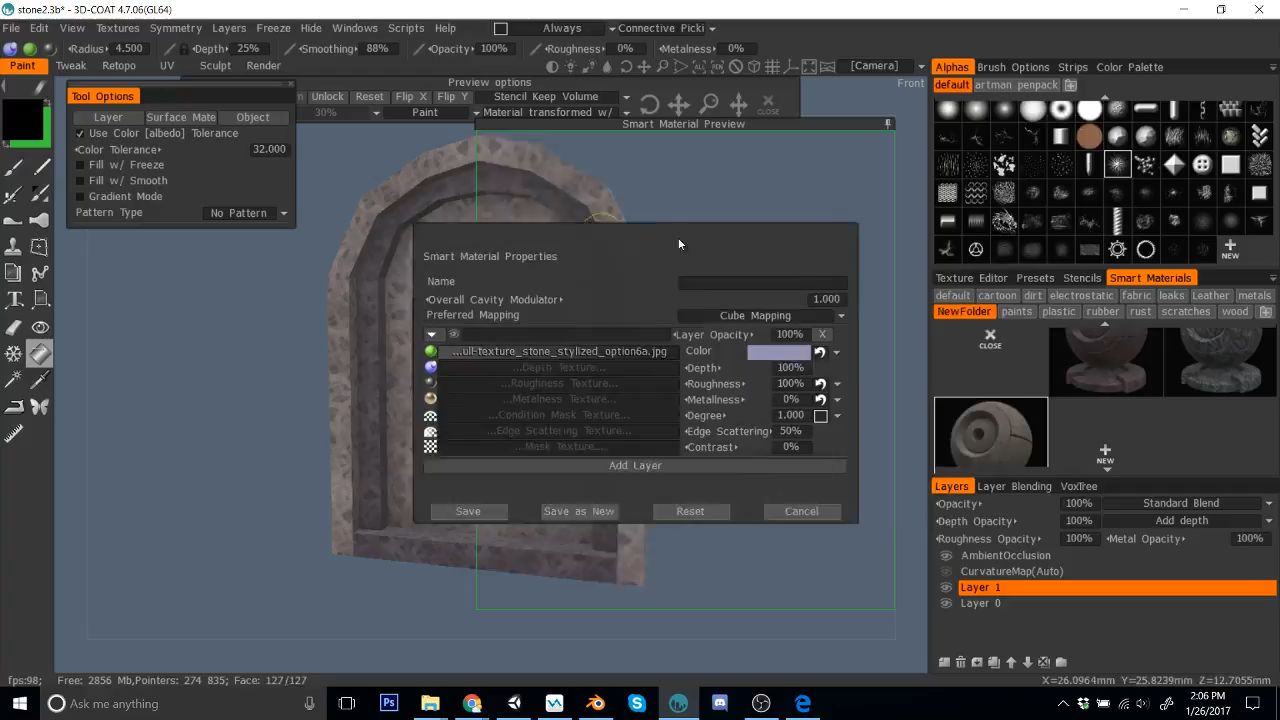 stone2.3b* - 3D-COAT 4.7.06(GL64)
File Edit View Textures Layers Symmetry Freeze Hide Windows Scripts Help Always Connective Picki
Radius 4.500 Depth 25% Smoothing 88% Opacity 100% Roughness 0% Metalness 0%
Paint Tweak Retopo UV Sculpt Render [Camera]
Preview options Front
Unlock Reset Flip X Flip Y Stencil Keep Volume
30% Paint Material transformed w/ CLOSE
Smart Material Preview
Tool Options
Layer Surface Mate Object
Use Color [albedo] Tolerance
Color Tolerance 32.000
Fill w/ Freeze
Fill w/ Smooth
Gradient Mode
Pattern Type No Pattern
Smart Material Properties
Name
Overall Cavity Modulator 1.000
Preferred Mapping Cube Mapping
Layer Opacity 100% X
...ull-texture_stone_stylized_option6a.jpg Color
...Depth Texture... Depth 100%
...Roughness Texture... Roughness 100%
...Metalness Texture... Metallness 0%
...Condition Mask Texture... Degree 1.000
...Edge Scattering Texture... Edge Scattering 50%
...Mask Texture... Contrast 0%
Add Layer
Save Save as New Reset Cancel
Alphas Brush Options Strips Color Palette
default artman penpack
NEW
Texture Editor Presets Stencils Smart Materials
default cartoon dirt electrostatic fabric leaks Leather metals
NewFolder paints plastic rubber rust scratches wood
CLOSE
NEW
Layers Layer Blending VoxTree
Opacity 100% Standard Blend
Depth Opacity 100% Add depth
Roughness Opacity 100% Metal Opacity 100%
AmbientOcclusion
CurvatureMap(Auto)
Layer 1
Layer 0
fps:98; Free: 2856 Mb,Pointers: 274 835; Face: 127/127 X=26.0964mm Y=25.8239mm Z=12.7055mm
Ask me anything Ps 2:06 PM
1/26/2017